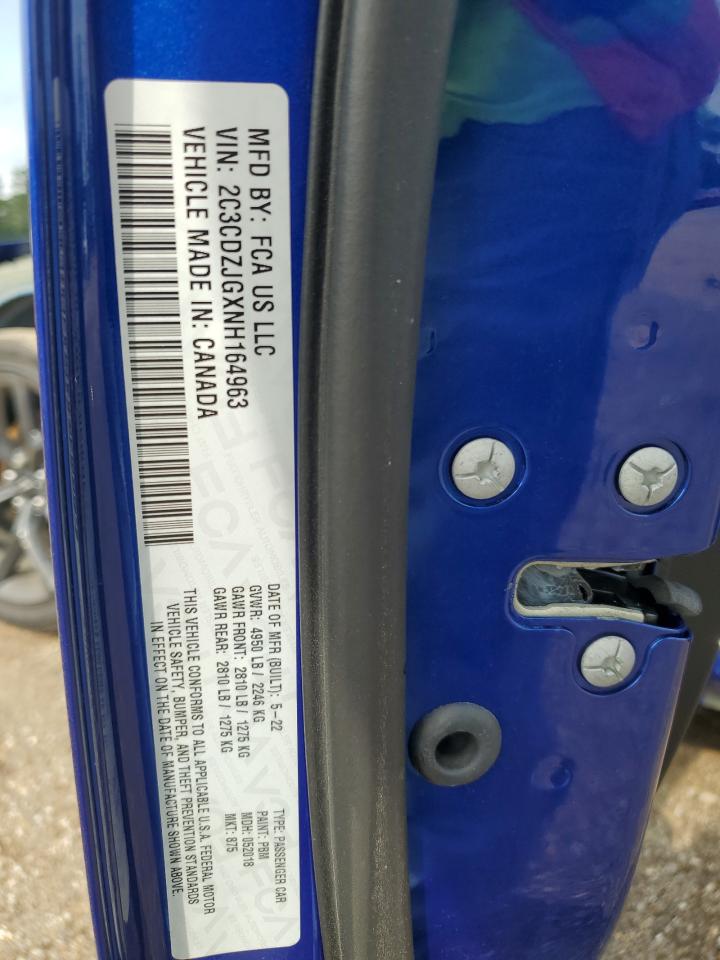 MFD BY: FCA US LLC
VIN: 2C3CDZJGXNH164963
VEHICLE MADE IN: CANADA
DATE OF MFR (BUILT): 5-22
GVWR: 4950 LB / 2246 KG
GAWR FRONT: 2810 LB / 1275 KG
GAWR REAR: 2810 LB / 1275 KG
TYPE: PASSENGER CAR
PAINT: PBM
MDH: 052018
MKT: 875
THIS VEHICLE CONFORMS TO ALL APPLICABLE U.S.A. FEDERAL MOTOR
VEHICLE SAFETY, BUMPER, AND THEFT PREVENTION STANDARDS
IN EFFECT ON THE DATE OF MANUFACTURE SHOWN ABOVE.